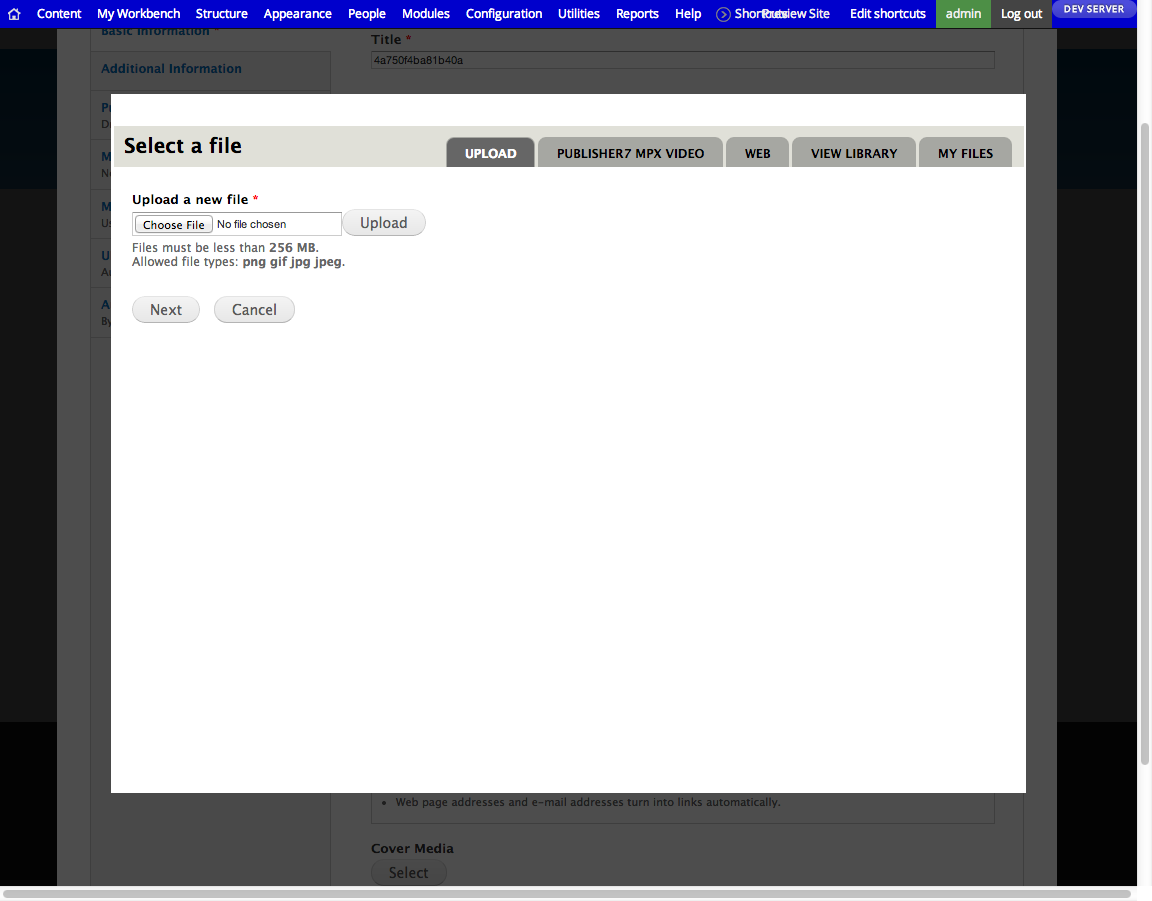 Content My Workbench Structure Appearance People Modules Configuration Utilities Reports Help Shortcuts Preview Site Edit shortcuts admin Log out DEV SERVER
Basic Information *
Title *
4a750f4ba81b40a
Additional Information
Select a file
UPLOAD PUBLISHER7 MPX VIDEO WEB VIEW LIBRARY MY FILES
Upload a new file *
Choose File No file chosen Upload
Files must be less than 256 MB.
Allowed file types: png gif jpg jpeg.
Next Cancel
• Web page addresses and e-mail addresses turn into links automatically.
Cover Media
Select